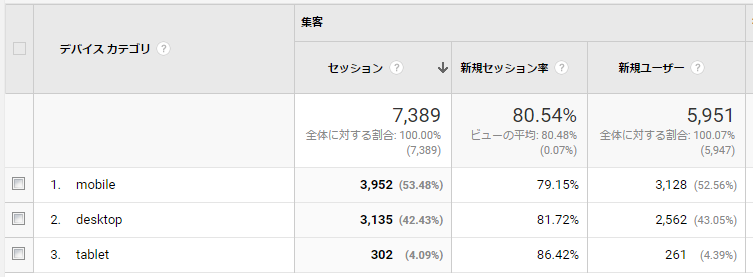 集客
デバイス カテゴリ ?
セッション ? 新規セッション率 ? 新規ユーザー ?
7,389 80.54% 5,951
全体に対する割合: 100.00% ビューの平均: 80.48% 全体に対する割合: 100.07%
(7,389) (0.07%) (5,947)
1. mobile 3,952 (53.48%) 79.15% 3,128 (52.56%)
2. desktop 3,135 (42.43%) 81.72% 2,562 (43.05%)
3. tablet 302 (4.09%) 86.42% 261 (4.39%)